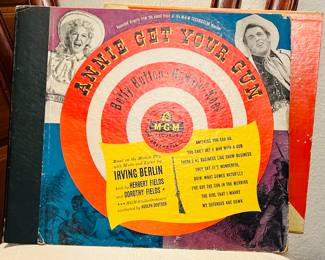 Recorded directly from the sound track of the M-G-M TECHNICOLOR
ANNIE GET YOUR GUN
Betty Hutton · Howard Keel
M-G-M
RECORDS
Based on the Musical Play
with Music and Lyrics by
IRVING BERLIN
HERBERT FIELDS
and
DOROTHY FIELDS
conducted by ADOLPH DEUTSCH
ANYTHING YOU CAN DO
YOU CAN'T GET A MAN WITH A GUN
THERE'S NO BUSINESS LIKE SHOW BUSINESS
THEY SAY IT'S WONDERFUL
DOIN' WHAT COMES NATUR'LLY
I'VE GOT THE SUN IN THE MORNING
THE GIRL THAT I MARRY
MY DEFENSES ARE DOWN